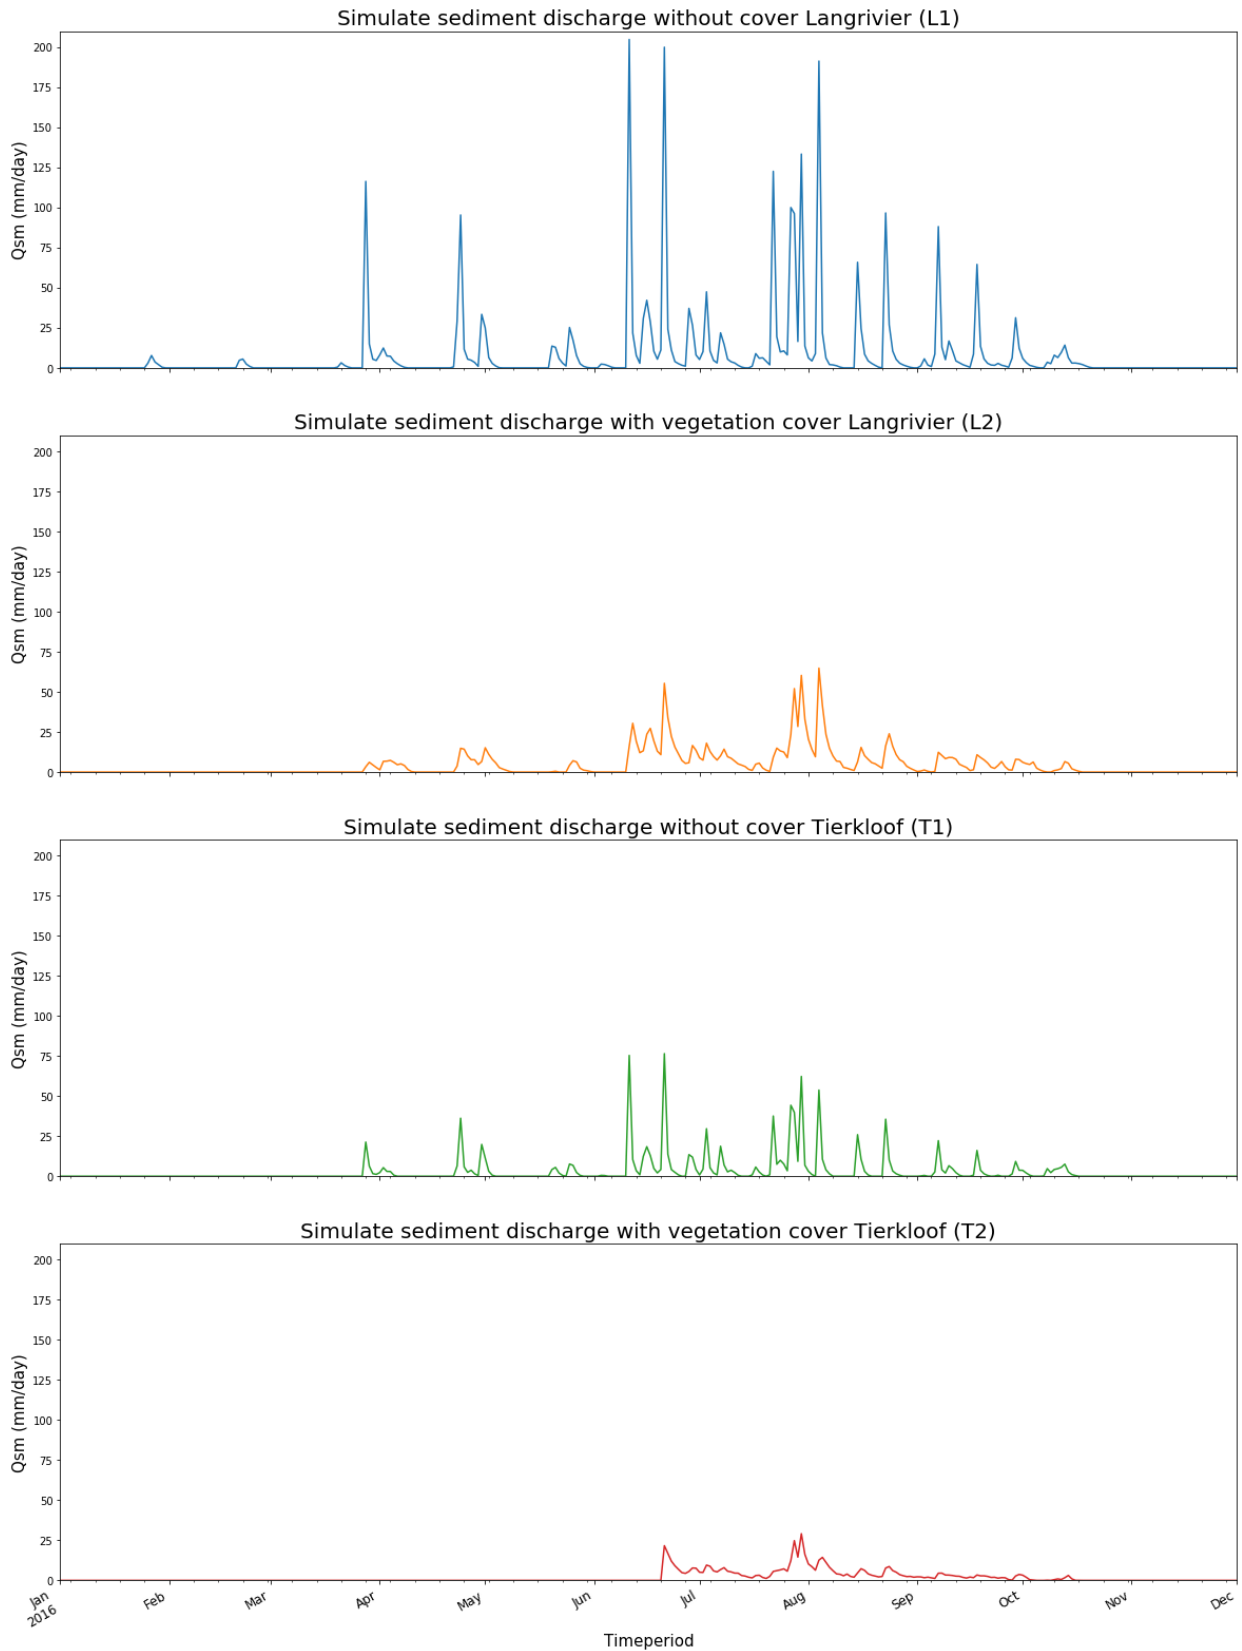 Simulate sediment discharge without cover Langrivier (L1)
200
175
150
125
100
75
50
25
0
Qsm (mm/day)
Simulate sediment discharge with vegetation cover Langrivier (L2)
200
175
150
125
100
75
50
25
0
Qsm (mm/day)
Simulate sediment discharge without cover Tierkloof (T1)
200
175
150
125
100
75
50
25
0
Qsm (mm/day)
Simulate sediment discharge with vegetation cover Tierkloof (T2)
200
175
150
125
100
75
50
25
0
Qsm (mm/day)
Jan
2016
Feb
Mar
Apr
May
Jun
Jul
Aug
Sep
Oct
Nov
Dec
Timeperiod